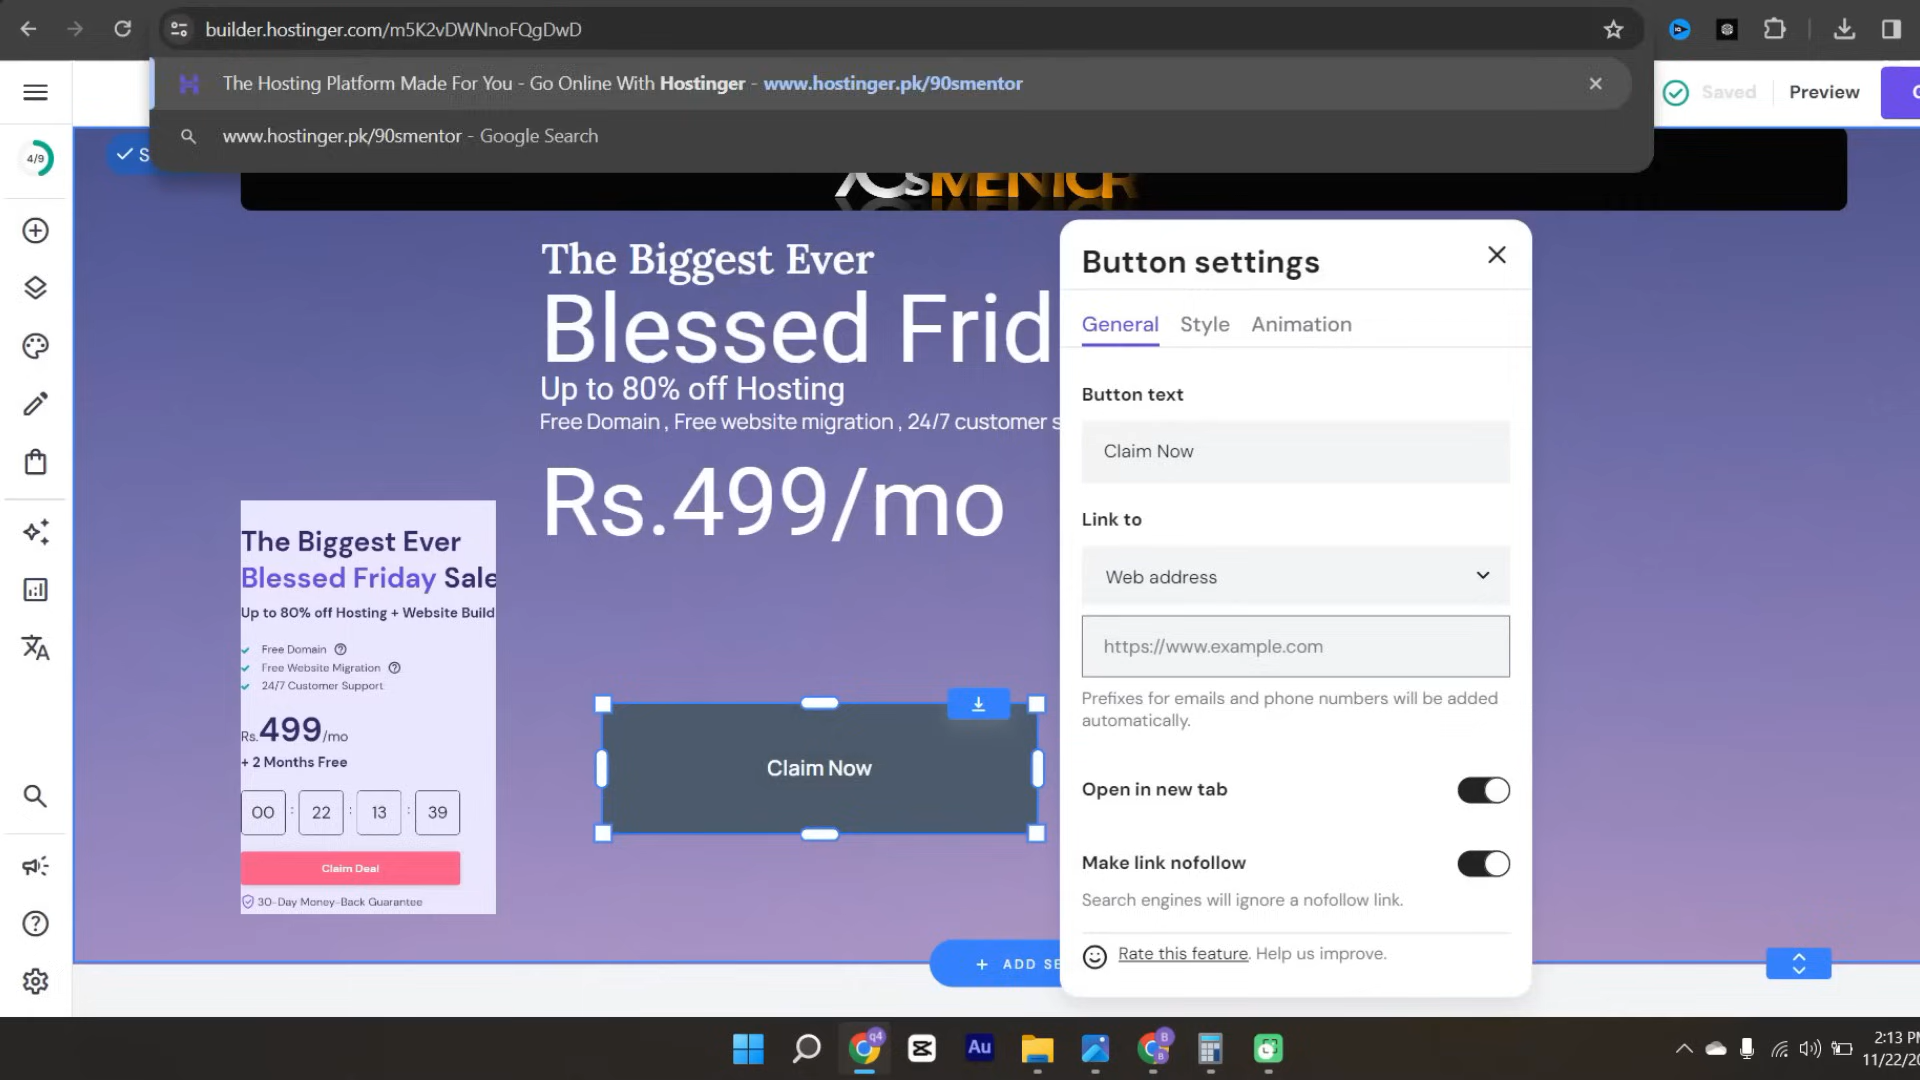 builder.hostinger.com/m5K2vDWNnoFQgDwD
The Hosting Platform Made For You - Go Online With Hostinger - www.hostinger.pk/90smentor
www.hostinger.pk/90smentor - Google Search
Saved
Preview
4/9
MENTOR
The Biggest Ever
Blessed Frid
Up to 80% off Hosting
Free Domain , Free website migration , 24/7 customer s
Rs.499/mo
The Biggest Ever
Blessed Friday Sale
Up to 80% off Hosting + Website Build
Free Domain
Free Website Migration
24/7 Customer Support
Rs.499/mo
+ 2 Months Free
00 : 22 : 13 : 39
Claim Deal
30-Day Money-Back Guarantee
Claim Now
+ ADD SE
Button settings
General Style Animation
Button text
Claim Now
Link to
Web address
https://www.example.com
Prefixes for emails and phone numbers will be added
automatically.
Open in new tab
Make link nofollow
Search engines will ignore a nofollow link.
Rate this feature. Help us improve.
q4
Au
B
B
2:13 PM
11/22/20